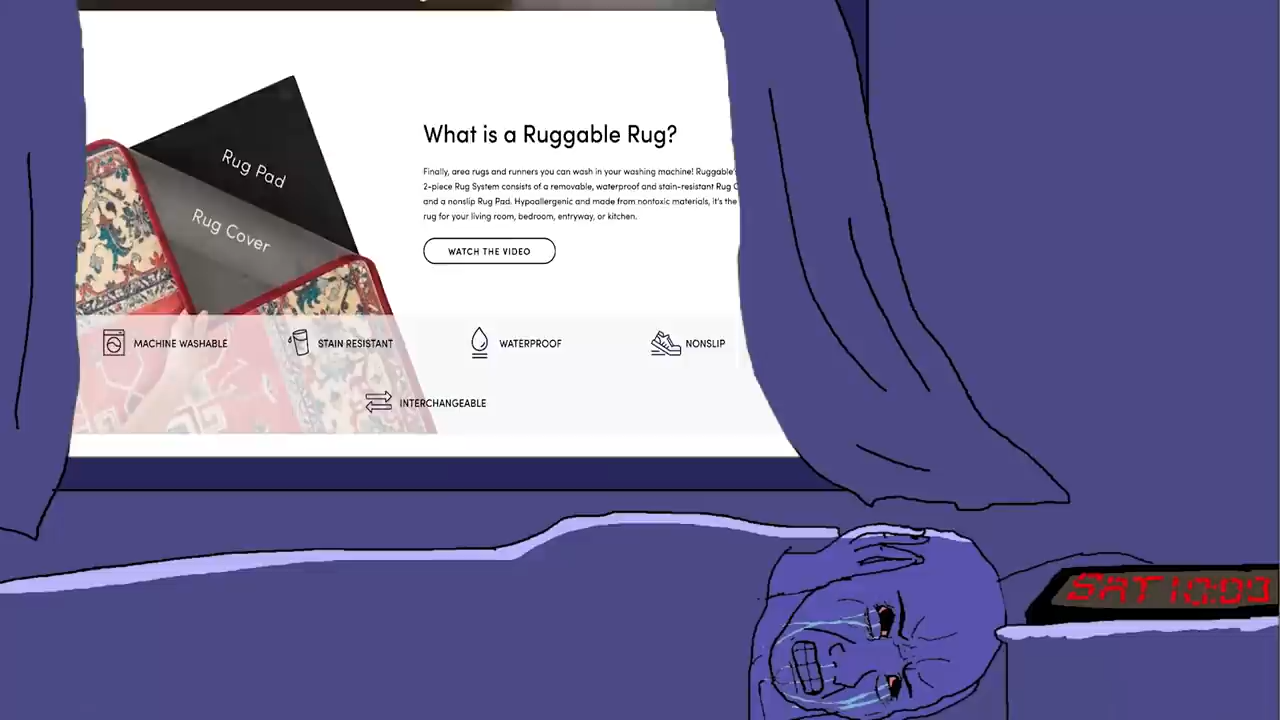 Rug Pad
Rug Cover
What is a Ruggable Rug?
Finally, area rugs and runners you can wash in your washing machine! Ruggable'
2-piece Rug System consists of a removable, waterproof and stain-resistant Rug
and a nonslip Rug Pad. Hypoallergenic and made from nontoxic materials, it's the
rug for your living room, bedroom, entryway, or kitchen.
WATCH THE VIDEO
MACHINE WASHABLE
STAIN RESISTANT
WATERPROOF
NONSLIP
INTERCHANGEABLE
SAT 10:00